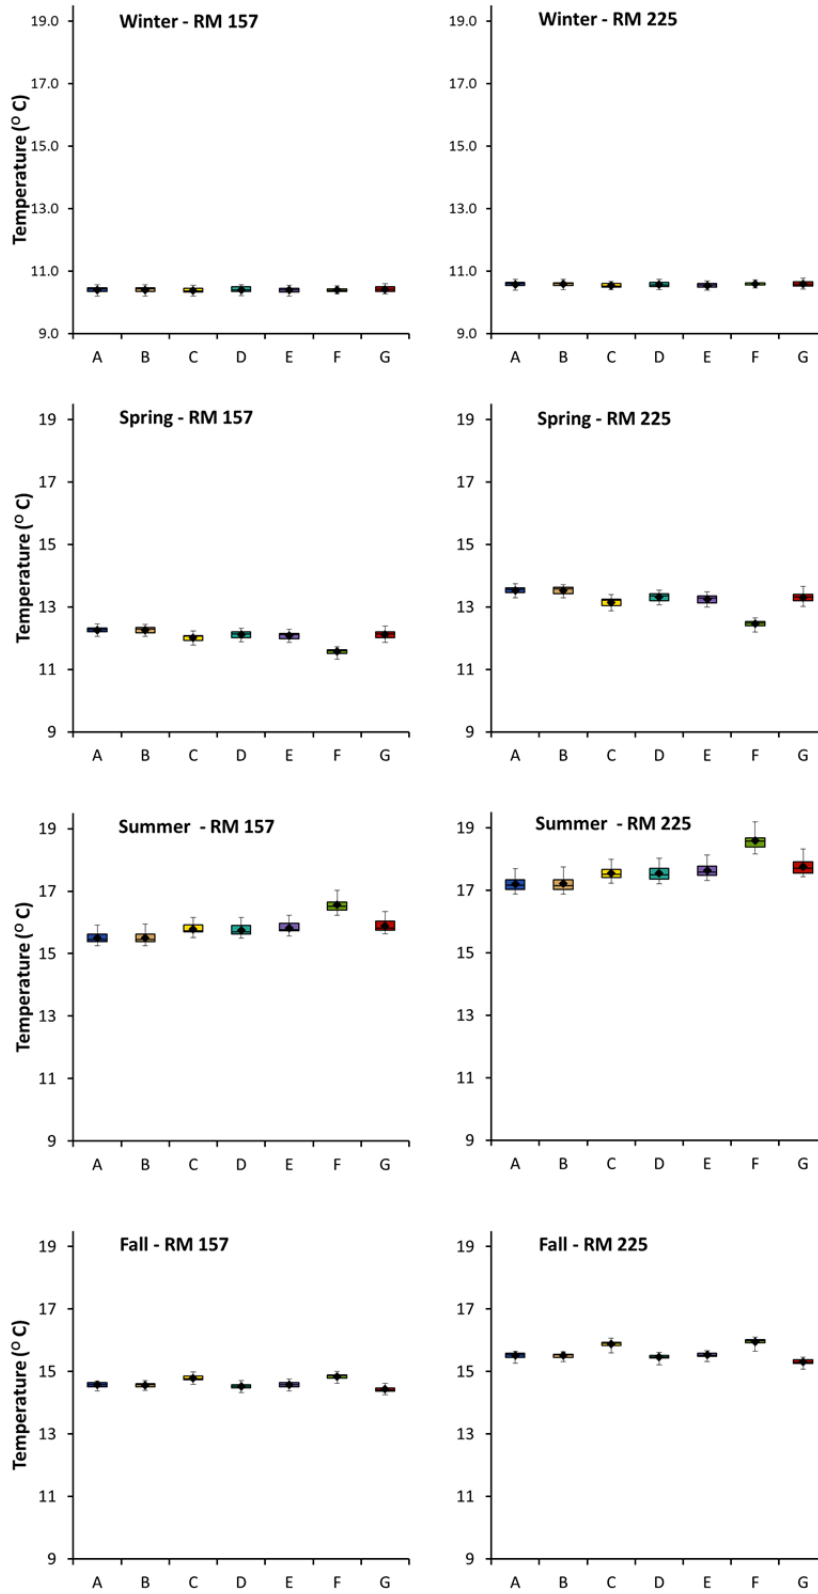 Winter - RM 157
Temperature (° C)
19.0
17.0
15.0
13.0
11.0
9.0
A B C D E F G
Winter - RM 225
19.0
17.0
15.0
13.0
11.0
9.0
A B C D E F G
Spring - RM 157
Temperature (° C)
19
17
15
13
11
9
A B C D E F G
Spring - RM 225
19
17
15
13
11
9
A B C D E F G
Summer - RM 157
Temperature (° C)
19
17
15
13
11
9
A B C D E F G
Summer - RM 225
19
17
15
13
11
9
A B C D E F G
Fall - RM 157
Temperature (° C)
19
17
15
13
11
9
A B C D E F G
Fall - RM 225
19
17
15
13
11
9
A B C D E F G